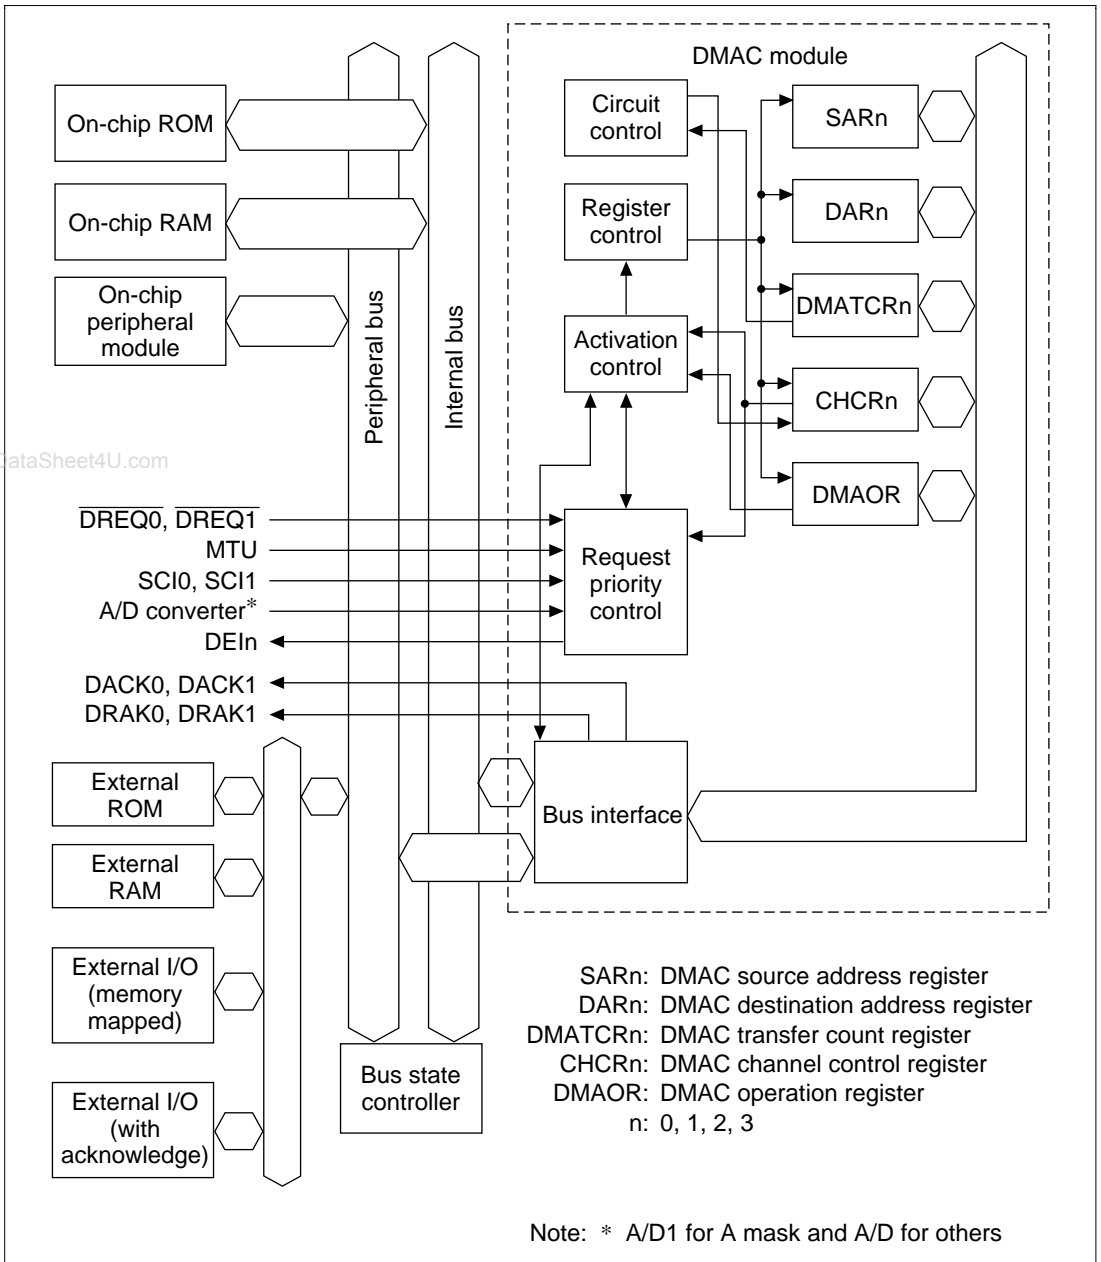 DMAC module
On-chip ROM
Circuit
control
SARn
On-chip RAM
Register
control
DARn
On-chip
peripheral
module
Peripheral bus
Internal bus
Activation
control
DMATCRn
CHCRn
DMAOR
DataSheet4U.com
DREQ0, DREQ1
MTU
SCI0, SCI1
A/D converter*
DEIn
Request
priority
control
DACK0, DACK1
DRAK0, DRAK1
External
ROM
Bus interface
External
RAM
External I/O
(memory
mapped)
External I/O
(with
acknowledge)
Bus state
controller
SARn: DMAC source address register
DARn: DMAC destination address register
DMATCRn: DMAC transfer count register
CHCRn: DMAC channel control register
DMAOR: DMAC operation register
n: 0, 1, 2, 3
Note: * A/D1 for A mask and A/D for others